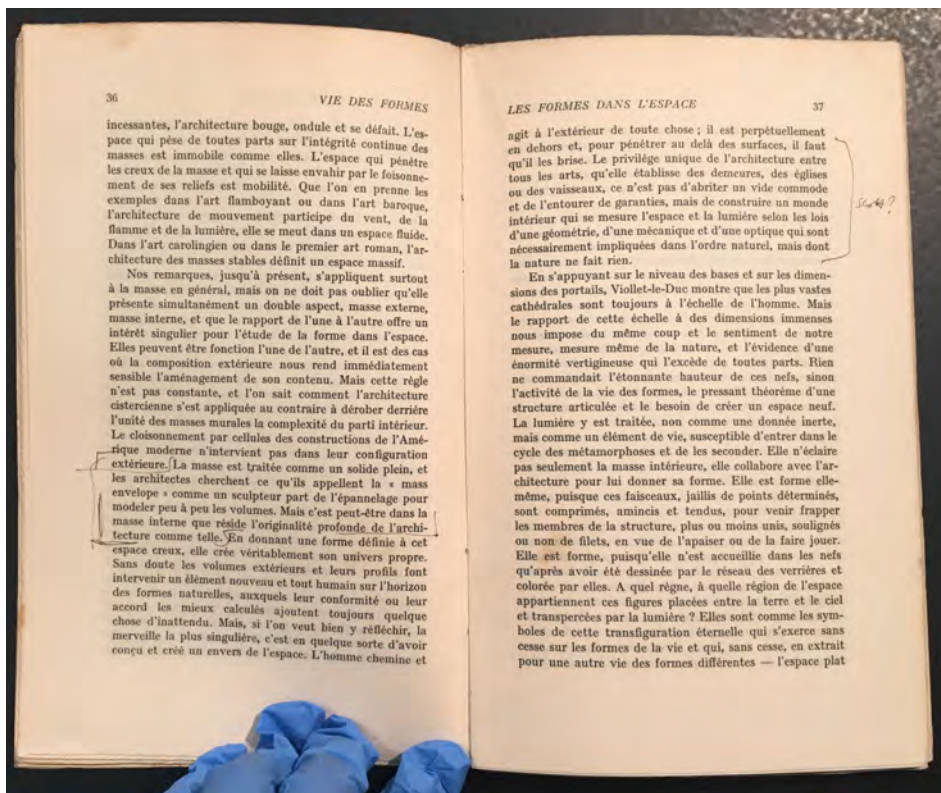 36
VIE DES FORMES
incessantes, l'architecture bouge, ondule et se défait. L'es-
pace qui pèse de toutes parts sur l'intégrité continue des
masses est immobile comme elles. L'espace qui pénètre
les creux de la masse et qui se laisse envahir par le foisonne-
ment de ses reliefs est mobilité. Que l'on en prenne les
exemples dans l'art flamboyant ou dans l'art baroque,
l'architecture de mouvement participe du vent, de la
flamme et de la lumière, elle se meut dans un espace fluide.
Dans l'art carolingien ou dans le premier art roman, l'ar-
chitecture des masses stables définit un espace massif.
Nos remarques, jusqu'à présent, s'appliquent surtout
à la masse en général, mais on ne doit pas oublier qu'elle
présente simultanément un double aspect, masse externe,
masse interne, et que le rapport de l'une à l'autre offre un
intérêt singulier pour l'étude de la forme dans l'espace.
Elles peuvent être fonction l'une de l'autre, et il est des cas
où la composition extérieure nous rend immédiatement
sensible l'aménagement de son contenu. Mais cette règle
n'est pas constante, et l'on sait comment l'architecture
cistercienne s'est appliquée au contraire à dérober derrière
l'unité des masses murales la complexité du parti intérieur.
Le cloisonnement par cellules des constructions de l'Amé-
rique moderne n'intervient pas dans leur configuration
extérieure. La masse est traitée comme un solide plein, et
les architectes cherchent ce qu'ils appellent la « mass
envelope » comme un sculpteur part de l'épannelage pour
modeler peu à peu les volumes. Mais c'est peut-être dans la
masse interne que réside l'originalité profonde de l'archi-
tecture comme telle. En donnant une forme définie à cet
espace creux, elle crée véritablement son univers propre.
Sans doute les volumes extérieurs et leurs profils font
intervenir un élément nouveau et tout humain sur l'horizon
des formes naturelles, auxquels leur conformité ou leur
accord les mieux calculés ajoutent toujours quelque
chose d'inattendu. Mais, si l'on veut bien y réfléchir, la
merveille la plus singulière, c'est en quelque sorte d'avoir
conçu et créé un envers de l'espace. L'homme chemine et
LES FORMES DANS L'ESPACE
37
agit à l'extérieur de toute chose ; il est perpétuellement
en dehors et, pour pénétrer au delà des surfaces, il faut
qu'il les brise. Le privilège unique de l'architecture entre
tous les arts, qu'elle établisse des demeures, des églises
ou des vaisseaux, ce n'est pas d'abriter un vide commode
et de l'entourer de garanties, mais de construire un monde
intérieur qui se mesure l'espace et la lumière selon les lois
d'une géométrie, d'une mécanique et d'une optique qui sont
nécessairement impliquées dans l'ordre naturel, mais dont
la nature ne fait rien.
En s'appuyant sur le niveau des bases et sur les dimen-
sions des portails, Viollet-le-Duc montre que les plus vastes
cathédrales sont toujours à l'échelle de l'homme. Mais
le rapport de cette échelle à des dimensions immenses
nous impose du même coup et le sentiment de notre
mesure, mesure même de la nature, et l'évidence d'une
énormité vertigineuse qui l'excède de toutes parts. Rien
ne commandait l'étonnante hauteur de ces nefs, sinon
l'activité de la vie des formes, le pressant théorème d'une
structure articulée et le besoin de créer un espace neuf.
La lumière y est traitée, non comme une donnée inerte,
mais comme un élément de vie, susceptible d'entrer dans le
cycle des métamorphoses et de les seconder. Elle n'éclaire
pas seulement la masse intérieure, elle collabore avec l'ar-
chitecture pour lui donner sa forme. Elle est forme elle-
même, puisque ces faisceaux, jaillis de points déterminés,
sont comprimés, amincis et tendus, pour venir frapper
les membres de la structure, plus ou moins unis, soulignés
ou non de filets, en vue de l'apaiser ou de la faire jouer.
Elle est forme, puisqu'elle n'est accueillie dans les nefs
qu'après avoir été dessinée par le réseau des verrières et
colorée par elles. A quel règne, à quelle région de l'espace
appartiennent ces figures placées entre la terre et le ciel
et transpercées par la lumière ? Elles sont comme les sym-
boles de cette transfiguration éternelle qui s'exerce sans
cesse sur les formes de la vie et qui, sans cesse, en extrait
pour une autre vie des formes différentes — l'espace plat